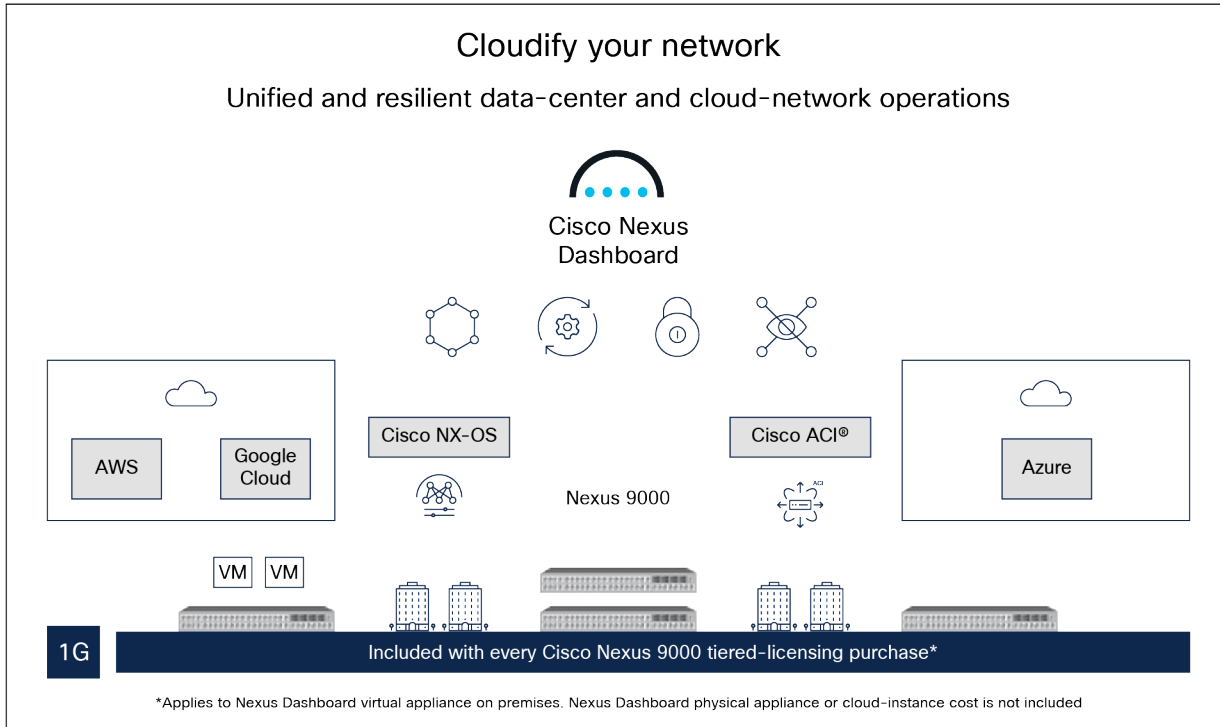 Cloudify your network
Unified and resilient data-center and cloud-network operations
Cisco Nexus
Dashboard
AWS
Google
Cloud
Cisco NX-OS
Nexus 9000
Cisco ACI®
ACI
Azure
VM
VM
1G
Included with every Cisco Nexus 9000 tiered-licensing purchase*
*Applies to Nexus Dashboard virtual appliance on premises. Nexus Dashboard physical appliance or cloud-instance cost is not included